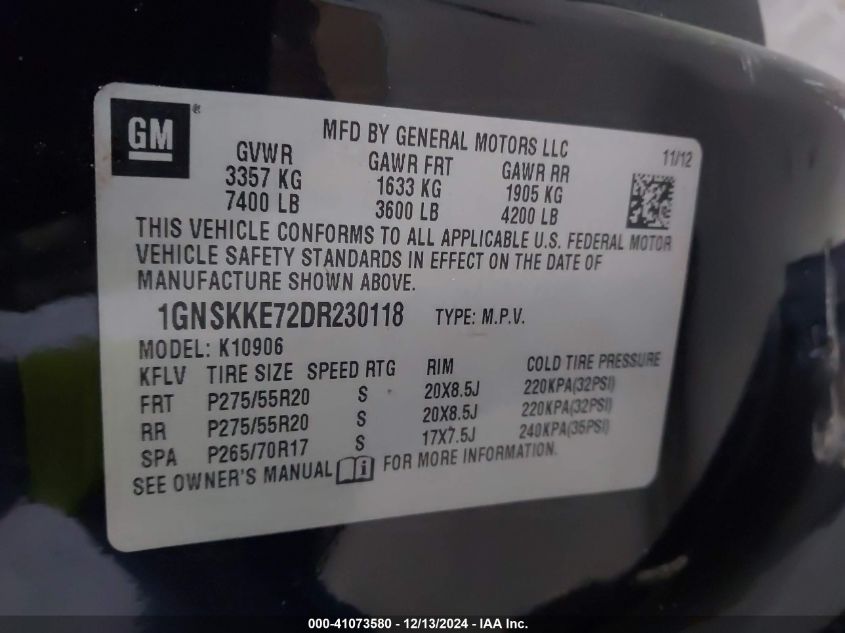 GM ®
MFD BY GENERAL MOTORS LLC
11/12
GVWR GAWR FRT GAWR RR
3357 KG 1633 KG 1905 KG
7400 LB 3600 LB 4200 LB
THIS VEHICLE CONFORMS TO ALL APPLICABLE U.S. FEDERAL MOTOR
VEHICLE SAFETY STANDARDS IN EFFECT ON THE DATE OF
MANUFACTURE SHOWN ABOVE.
1GNSKKE72DR230118 TYPE: M.P.V.
MODEL: K10906
KFLV TIRE SIZE SPEED RTG RIM COLD TIRE PRESSURE
FRT P275/55R20 S 20X8.5J 220KPA(32PSI)
RR P275/55R20 S 20X8.5J 220KPA(32PSI)
SPA P265/70R17 S 17X7.5J 240KPA(35PSI)
SEE OWNER'S MANUAL i FOR MORE INFORMATION.
000-41073580 - 12/13/2024 - IAAI.COM